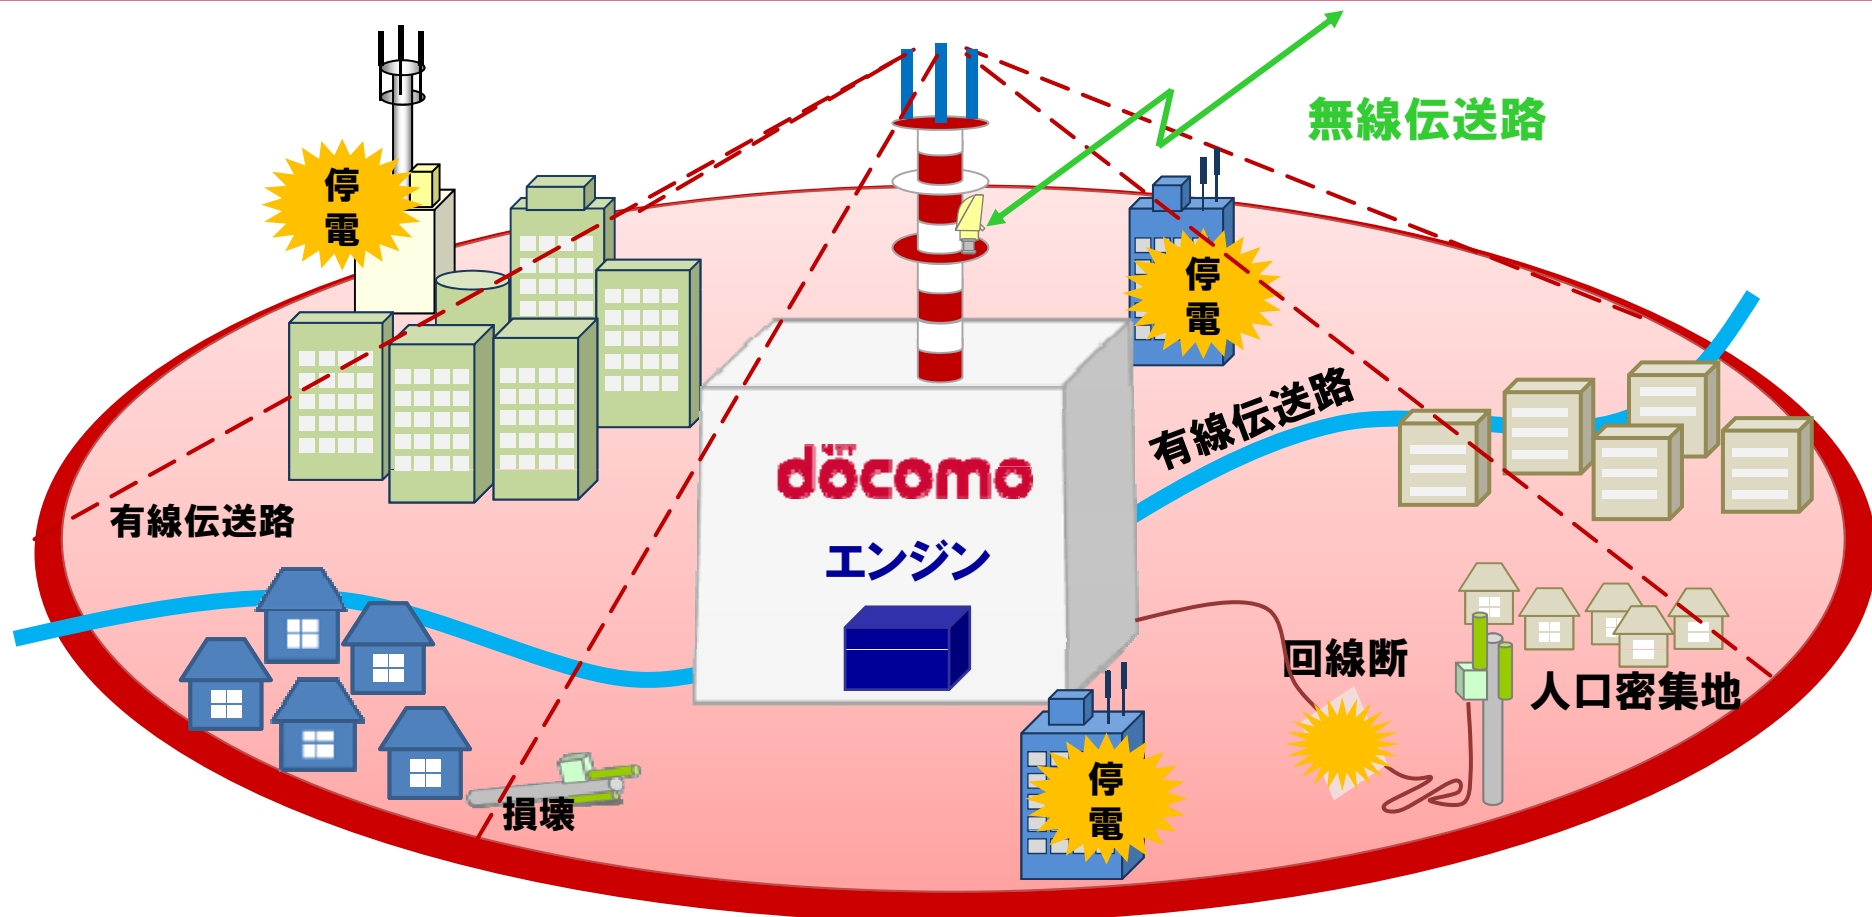 無線伝送路
停
電
停
電
有線伝送路
NTT
döcomo
有線伝送路
エンジン
回線断
人口密集地
停
電
損壊